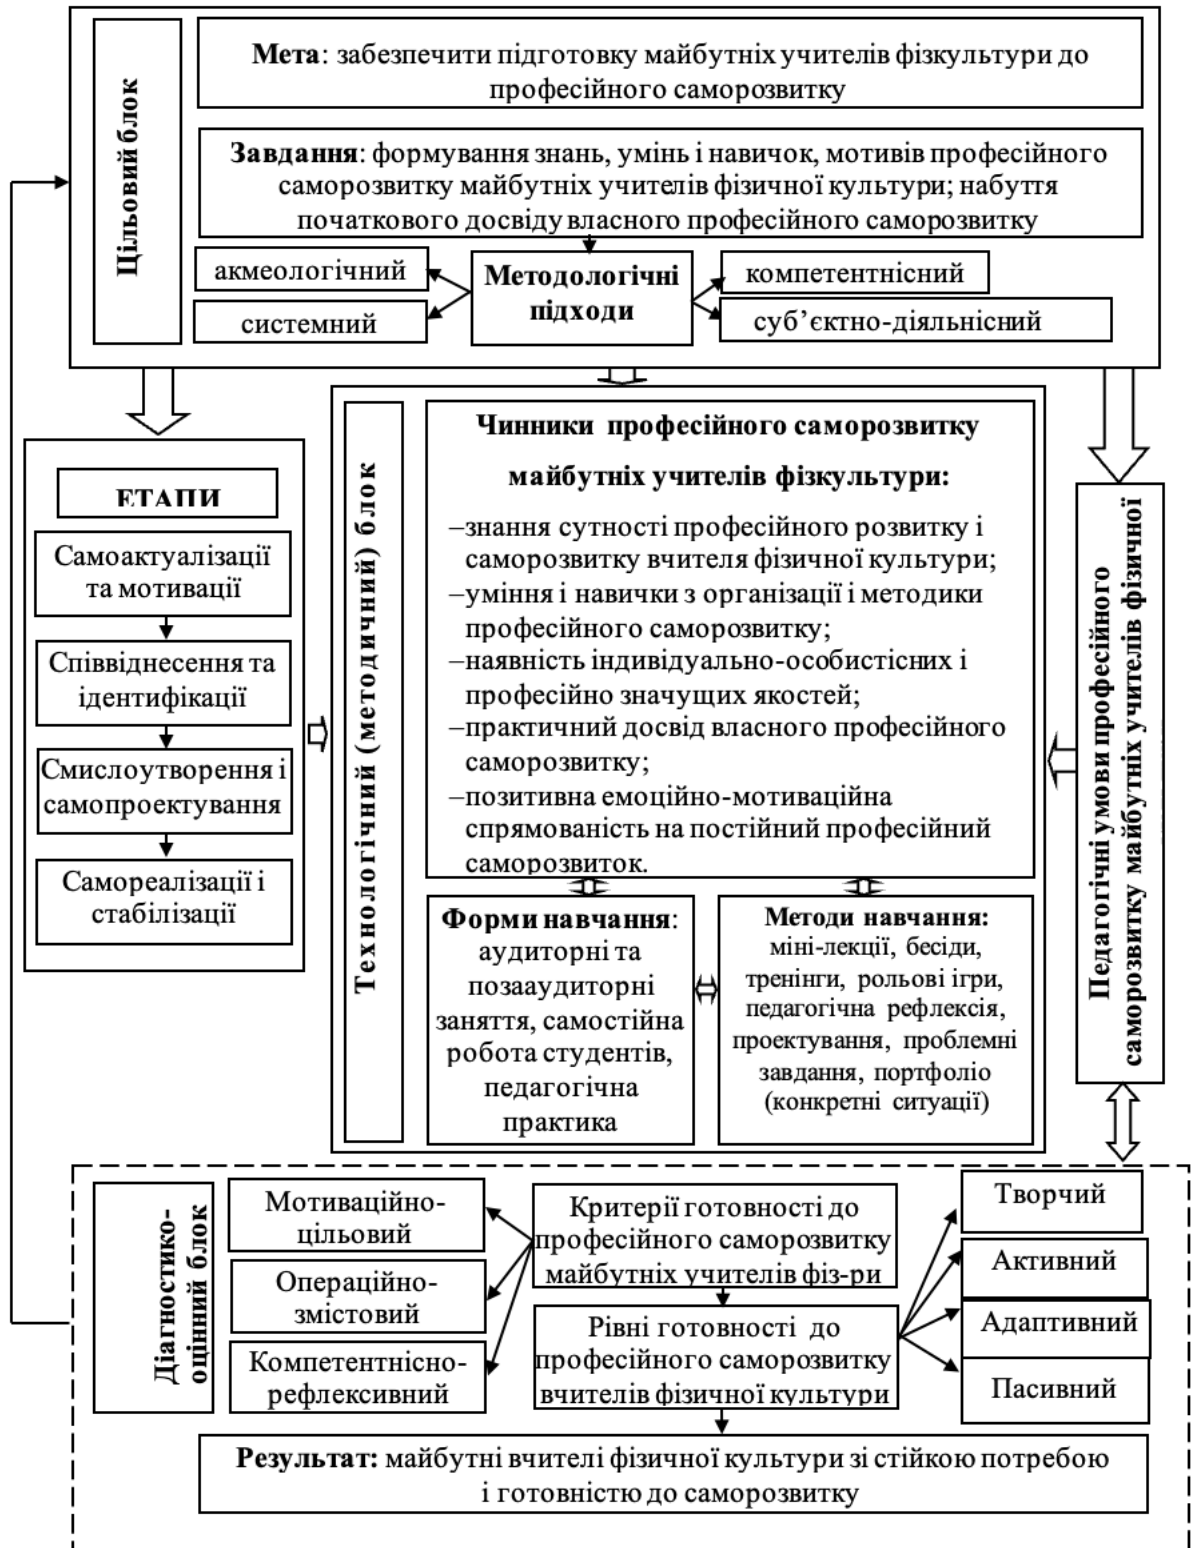 Цільовий блок
Мета: забезпечити підготовку майбутніх учителів фізкультури до
професійного саморозвитку
Завдання: формування знань, умінь і навичок, мотивів професійного
саморозвитку майбутніх учителів фізичної культури; набуття
початкового досвіду власного професійного саморозвитку
акмеологічний
системний
Методологічні
підходи
компетентнісний
суб’єктно-діяльнісний
ЕТАПИ
Самоактуалізації
та мотивації
Співвіднесення та
ідентифікації
Смислоутворення і
самопроектування
Самореалізації і
стабілізації
Технологічний (методичний) блок
Чинники професійного саморозвитку
майбутніх учителів фізкультури:
–знання сутності професійного розвитку і
саморозвитку вчителя фізичної культури;
–уміння і навички з організації і методики
професійного саморозвитку;
–наявність індивідуально-особистісних і
професійно значущих якостей;
–практичний досвід власного професійного
саморозвитку;
–позитивна емоційно-мотиваційна
спрямованість на постійний професійний
саморозвиток.
Форми навчання:
аудиторні та
позааудиторні
заняття, самостійна
робота студентів,
педагогічна
практика
Методи навчання:
міні-лекції, бесіди,
тренінги, рольові ігри,
педагогічна рефлексія,
проектування, проблемні
завдання, портфоліо
(конкретні ситуації)
Педагогічні умови професійного
саморозвитку майбутніх учителів фізичної
Діагностико-
оцінний блок
Мотиваційно-
цільовий
Операційно-
змістовий
Компетентнісно-
рефлексивний
Критерії готовності до
професійного саморозвитку
майбутніх учителів фіз-ри
Рівні готовності до
професійного саморозвитку
вчителів фізичної культури
Творчий
Активний
Адаптивний
Пасивний
Результат: майбутні вчителі фізичної культури зі стійкою потребою
і готовністю до саморозвитку